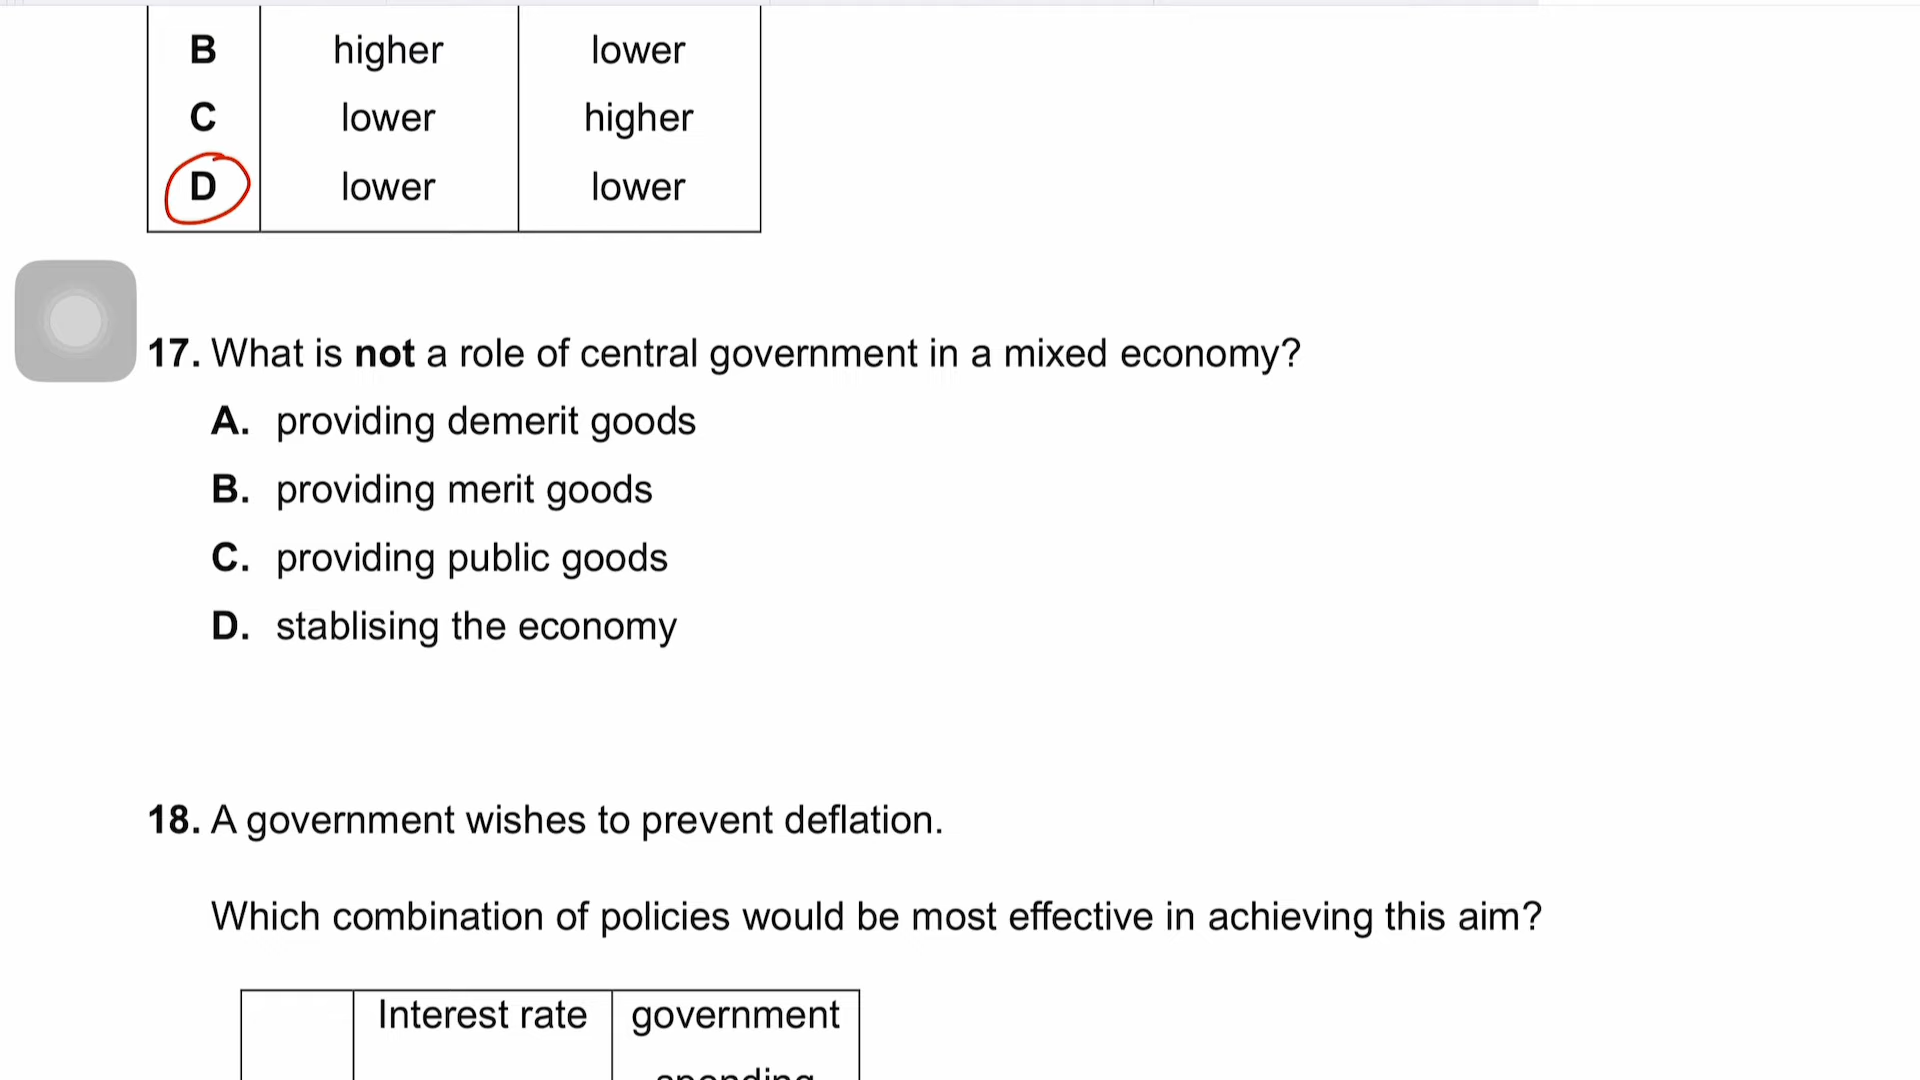 B higher lower
C lower higher
D lower lower
17. What is not a role of central government in a mixed economy?
A. providing demerit goods
B. providing merit goods
C. providing public goods
D. stablising the economy
18. A government wishes to prevent deflation.
Which combination of policies would be most effective in achieving this aim?
Interest rate government
spending